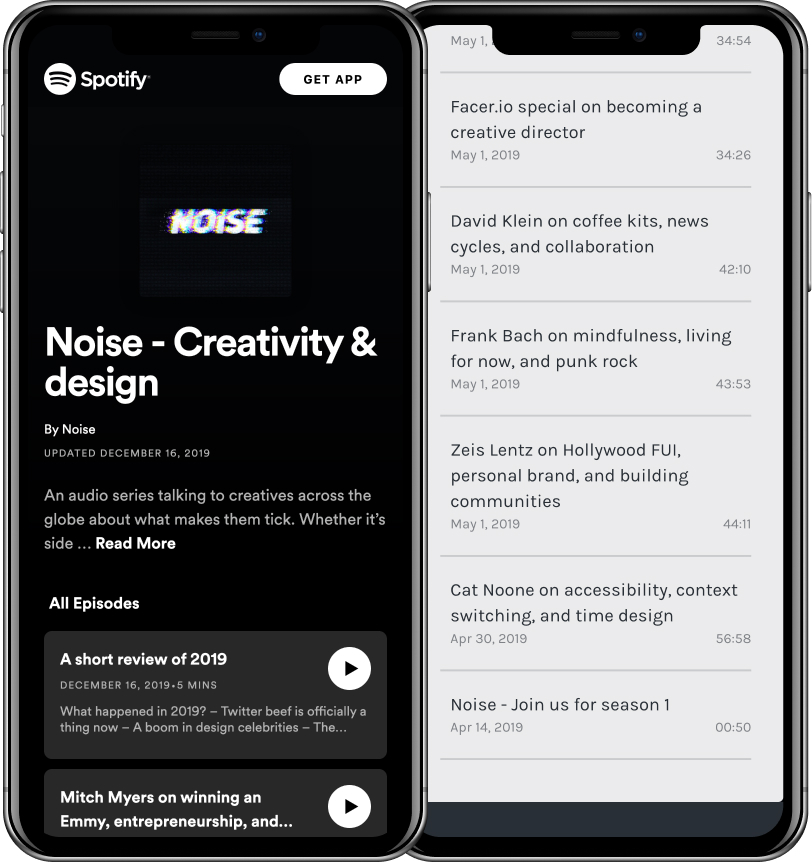 Spotify
GET APP
NOISE
Noise - Creativity &
design
By Noise
UPDATED DECEMBER 16, 2019
An audio series talking to creatives across the
globe about what makes them tick. Whether it's
side ... Read More
All Episodes
A short review of 2019
DECEMBER 16, 2019•5 MINS
What happened in 2019? – Twitter beef is officially a
thing now – A boom in design celebrities – The...
Mitch Myers on winning an
Emmy, entrepreneurship, and...
May 1, 34:54
Facer.io special on becoming a
creative director
May 1, 2019 34:26
David Klein on coffee kits, news
cycles, and collaboration
May 1, 2019 42:10
Frank Bach on mindfulness, living
for now, and punk rock
May 1, 2019 43:53
Zeis Lentz on Hollywood FUI,
personal brand, and building
communities
May 1, 2019 44:11
Cat Noone on accessibility, context
switching, and time design
Apr 30, 2019 56:58
Noise - Join us for season 1
Apr 14, 2019 00:50